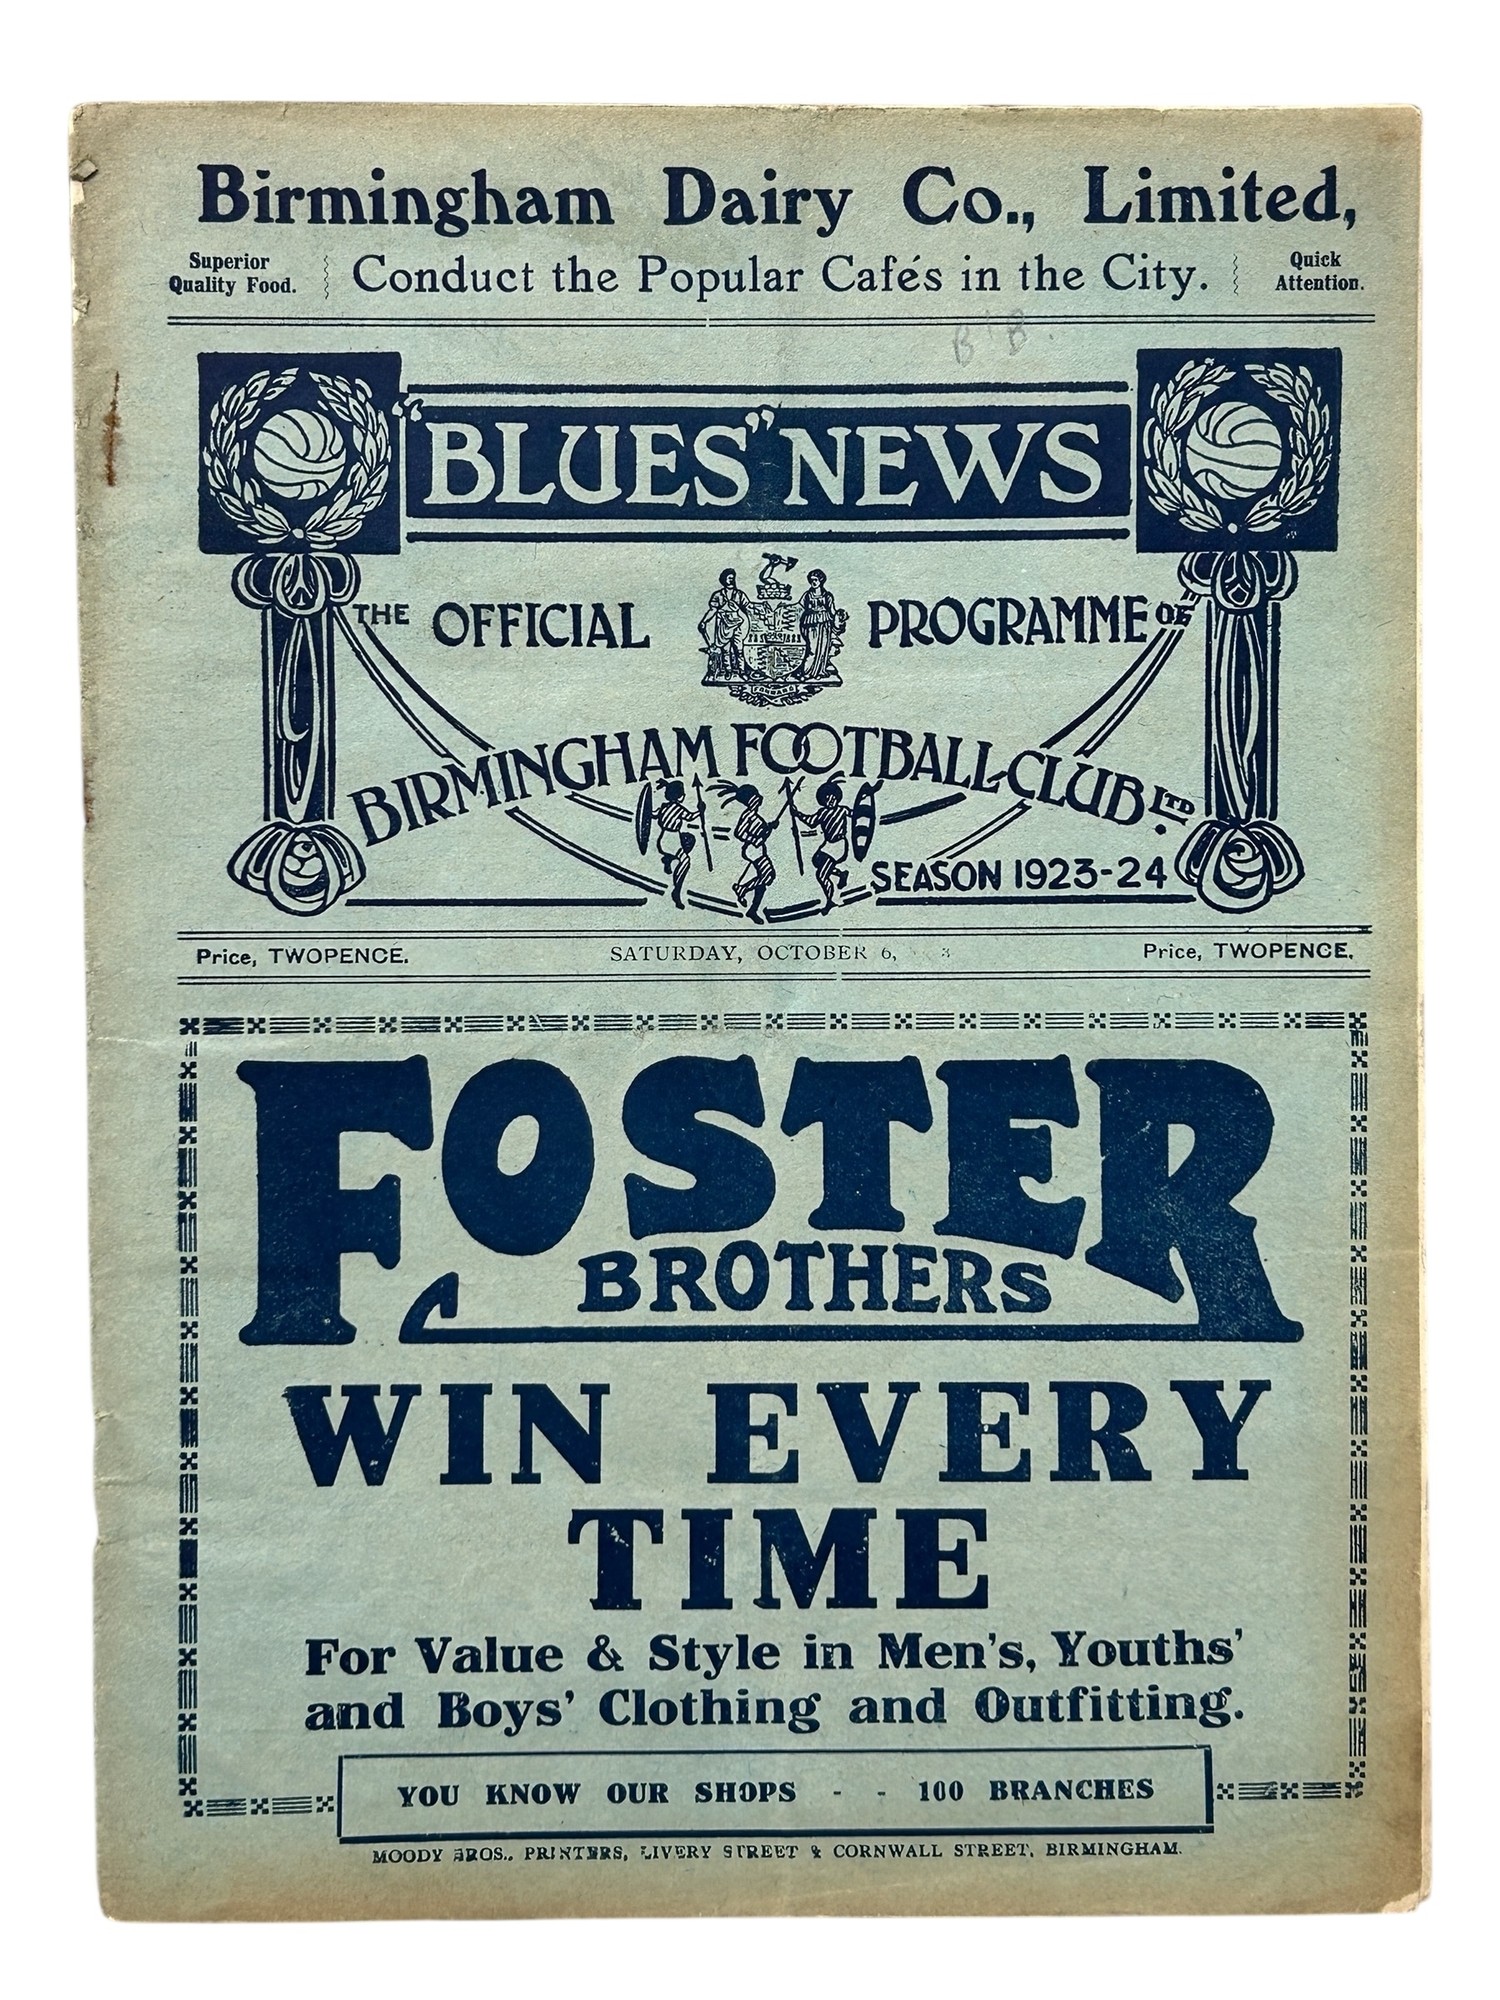 Birmingham Dairy Co., Limited,
Superior
Quality Food.
Conduct the Popular Cafés in the City.
Quick
Attention.
B'B.
"BLUES" NEWS
THE OFFICIAL PROGRAMME OF
FORWARD
BIRMINGHAM FOOTBALL CLUB LTD.
SEASON 1923-24
Price, TWOPENCE. SATURDAY, OCTOBER 6, 3 Price, TWOPENCE.
FOSTER
BROTHERS
WIN EVERY
TIME
For Value & Style in Men's, Youths'
and Boys' Clothing and Outfitting.
YOU KNOW OUR SHOPS - - 100 BRANCHES
MOODY BROS., PRINTERS, LIVERY STREET & CORNWALL STREET, BIRMINGHAM.